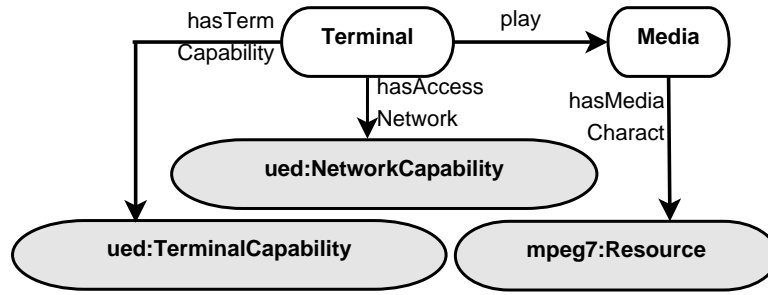 hasTerm
Capability
Terminal
play
Media
hasAccess
Network
hasMedia
Charact
ued:NetworkCapability
ued:TerminalCapability
mpeg7:Resource